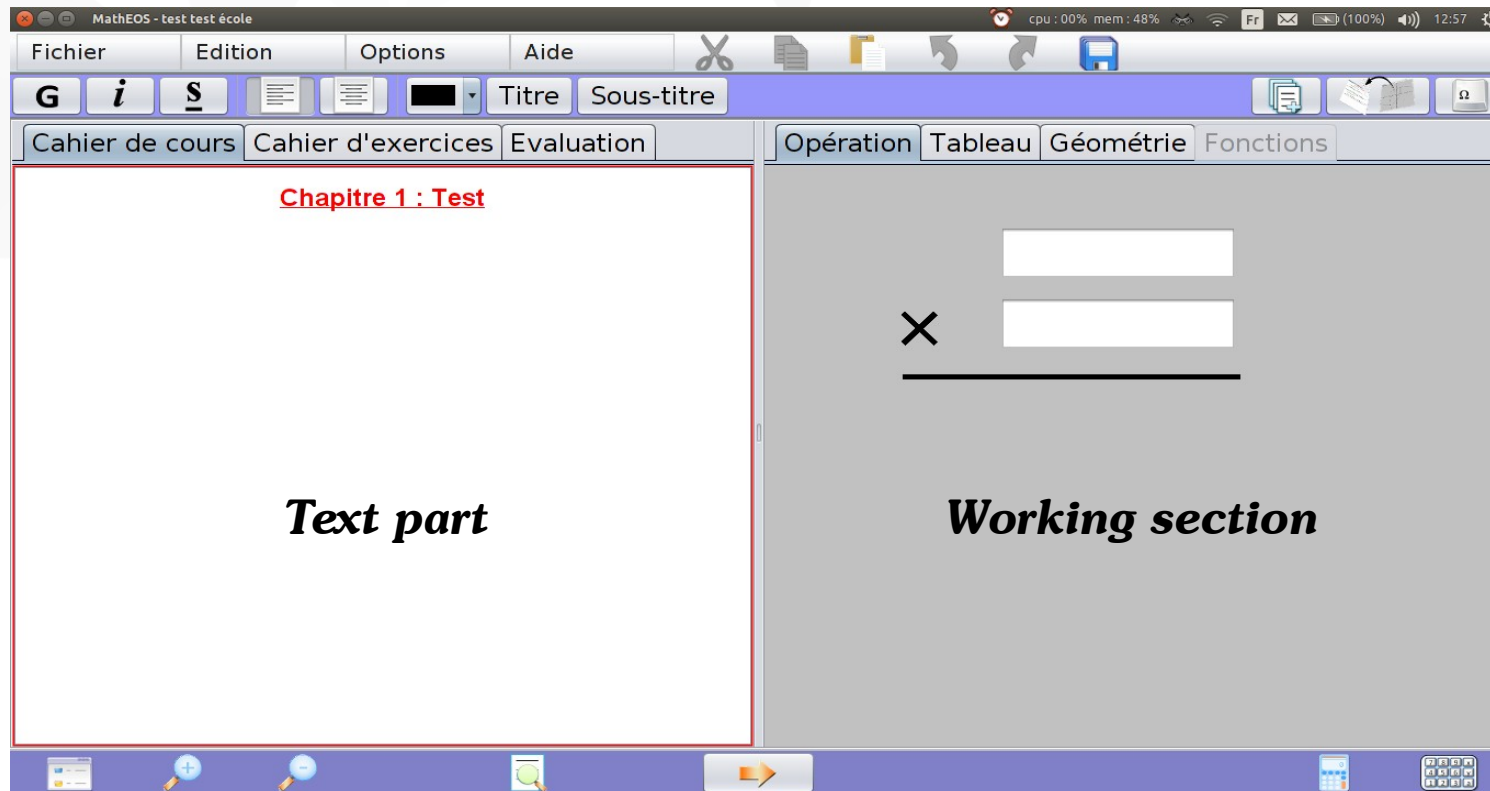 MathEOS - test test école
cpu : 00% mem : 48% Fr (100%) 12:57
Fichier Edition Options Aide
G i S Titre Sous-titre Ω
Cahier de cours Cahier d'exercices Evaluation Opération Tableau Géométrie Fonctions
Chapitre 1 : Test
×
Text part Working section